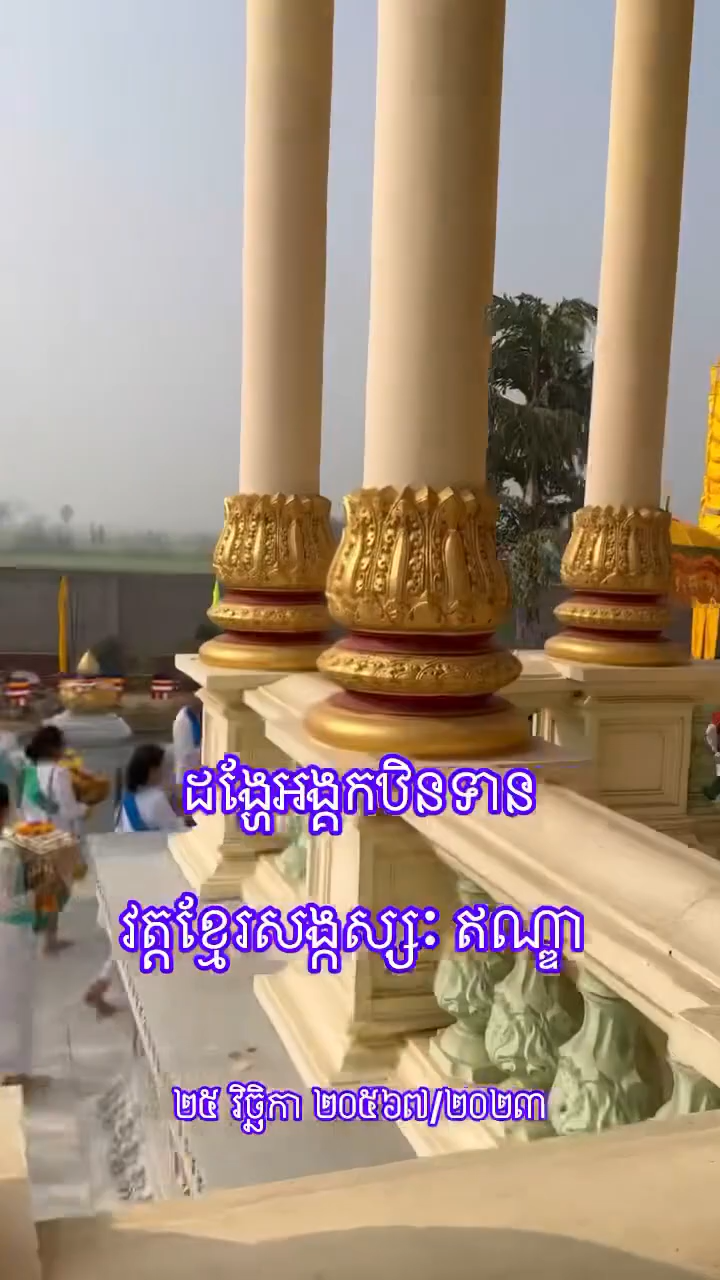 ដង្ហែអង្គកឋិនទាន
វត្តខ្មែរសង្កស្សៈ ឥណ្ឌា
២៥ វិច្ឆិកា ២០៥៦៧/២០២៣